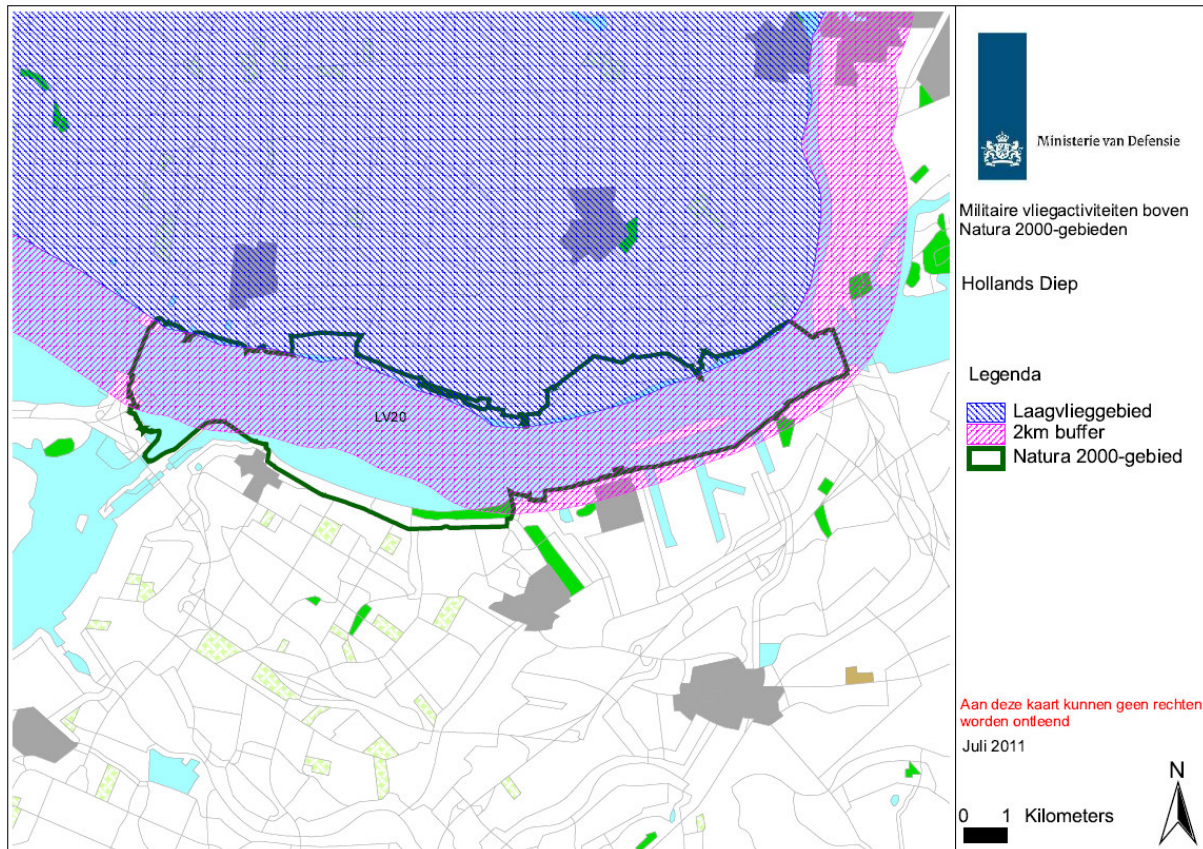 LV20
Ministerie van Defensie
Militaire vliegactiviteiten boven
Natura 2000-gebieden
Hollands Diep
Legenda
Laagvlieggebied
2km buffer
Natura 2000-gebied
Aan deze kaart kunnen geen rechten
worden ontleend
Juli 2011
N
0 1 Kilometers